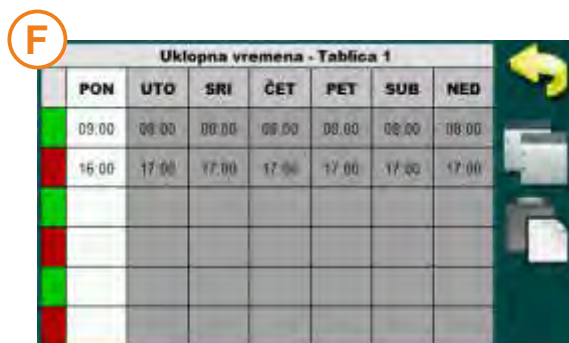 F
Uklopna vremena - Tablica 1
PON UTO SRI ČET PET SUB NED
09:00 08:00 08:00 08:00 08:00 08:00 08:00
16:00 17:00 17:00 17:00 17:00 17:00 17:00